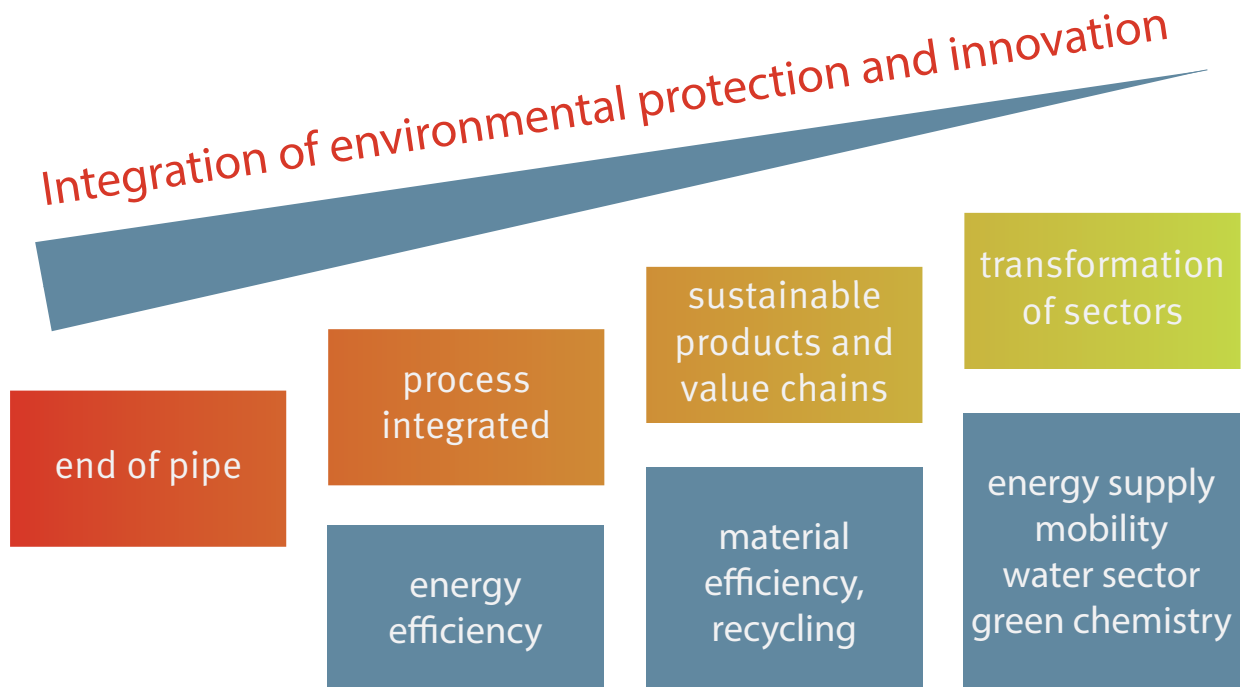 Integration of environmental protection and innovation
end of pipe
process
integrated
energy
efficiency
sustainable
products and
value chains
material
efficiency,
recycling
transformation
of sectors
energy supply
mobility
water sector
green chemistry